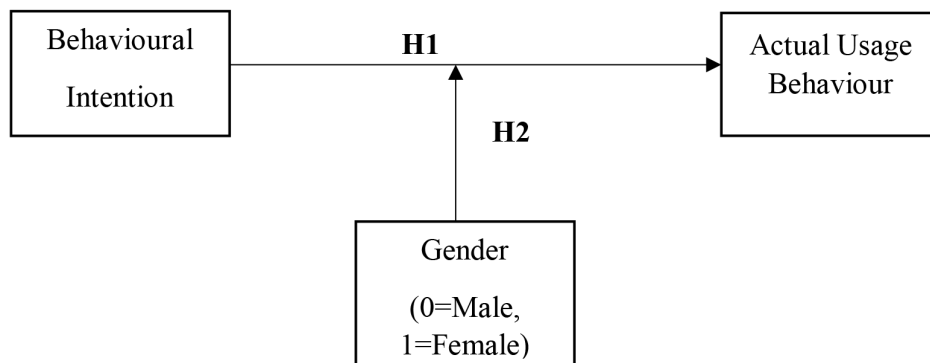 Behavioural
Intention
H1
Actual Usage
Behaviour
H2
Gender
(0=Male,
1=Female)